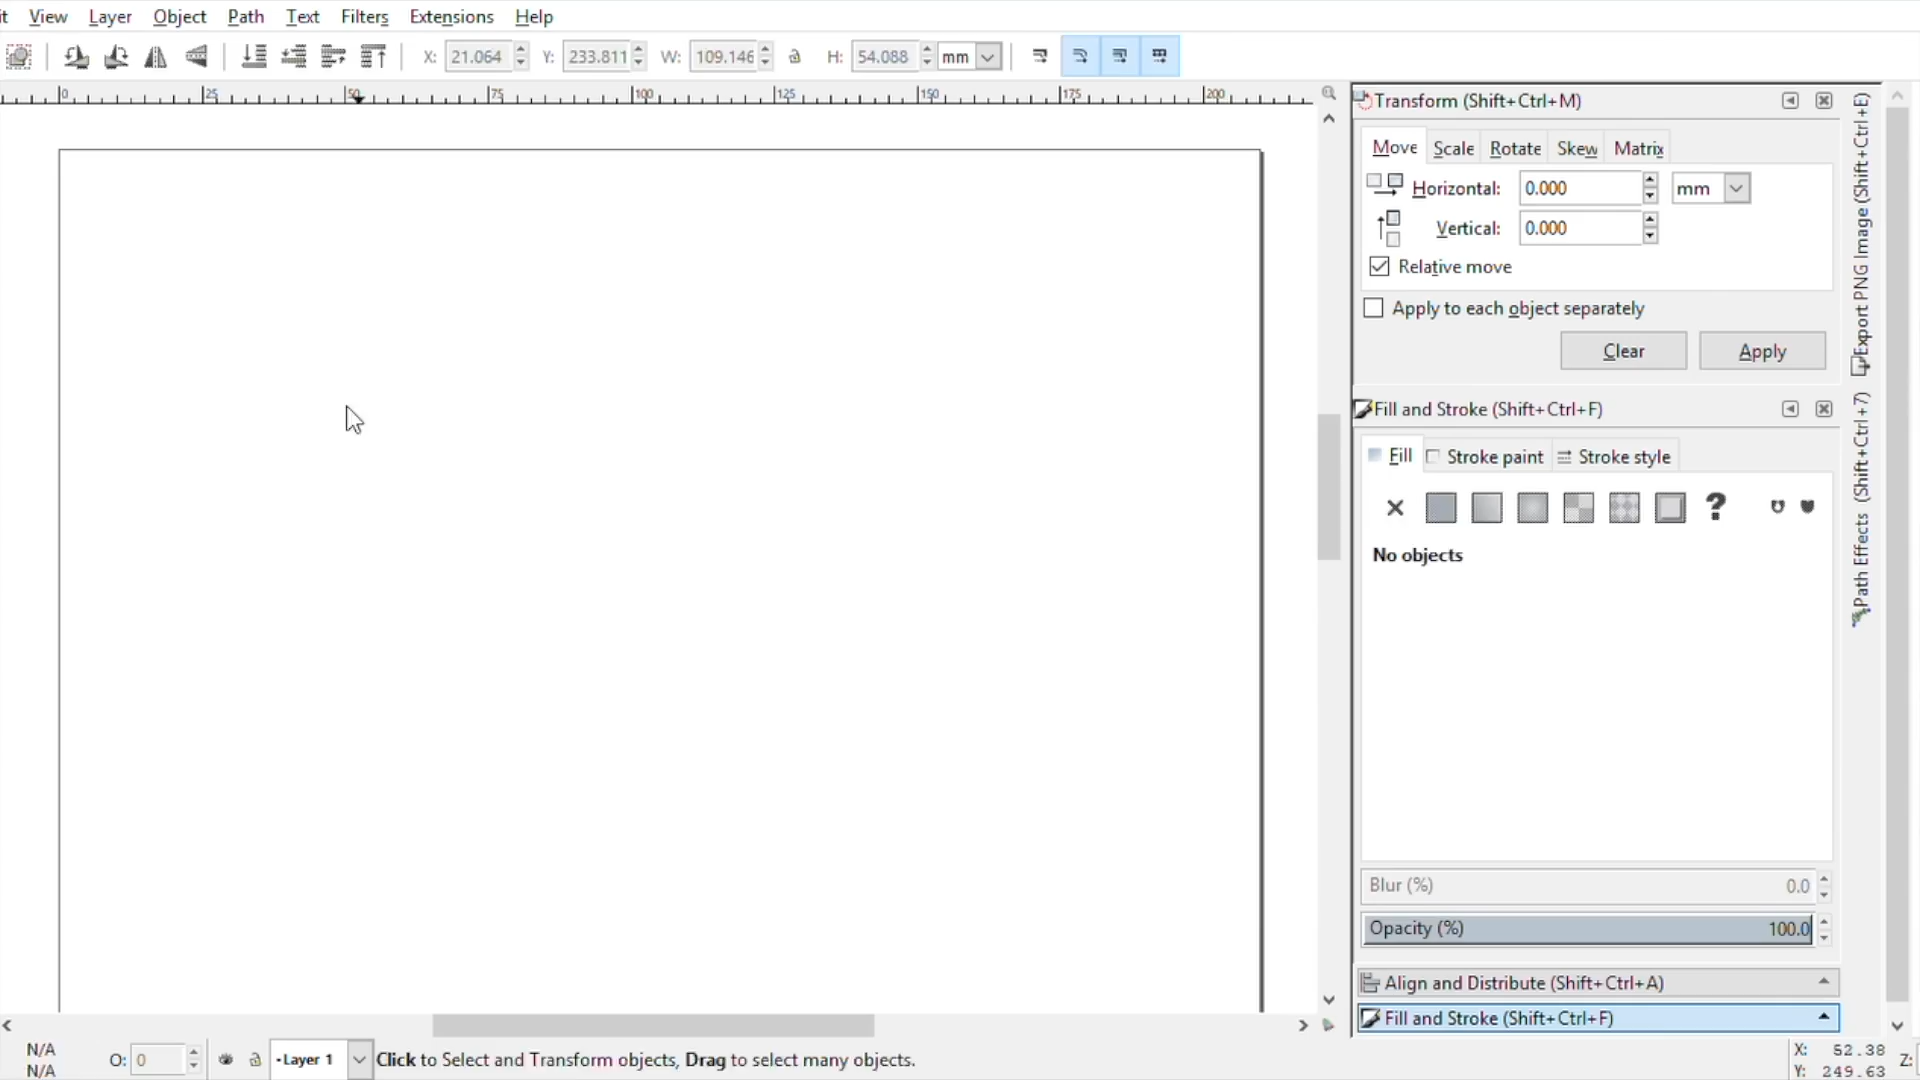 it View Layer Object Path Text Filters Extensions Help
X: 21.064 Y: 233.811 W: 109.146 H: 54.088 mm
0 25 50 75 100 125 150 175 200
Transform (Shift+Ctrl+M)
Move Scale Rotate Skew Matrix
Horizontal: 0.000 mm
Vertical: 0.000
Relative move
Apply to each object separately
Clear Apply
Fill and Stroke (Shift+Ctrl+F)
Fill Stroke paint Stroke style
?
No objects
Blur (%) 0.0
Opacity (%) 100.0
Align and Distribute (Shift+Ctrl+A)
Fill and Stroke (Shift+Ctrl+F)
Export PNG Image (Shift+Ctrl+E)
Path Effects (Shift+Ctrl+7)
N/A
N/A
O: 0
Layer 1
Click to Select and Transform objects, Drag to select many objects.
X: 52.38
Y: 249.63
Z: